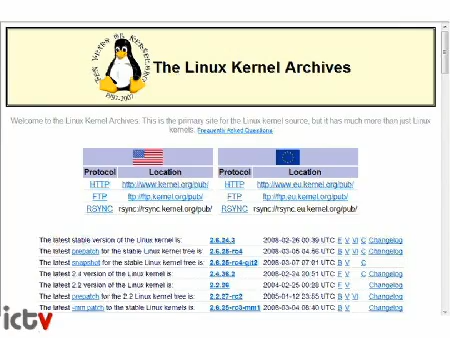 TEN YEARS OF KERNEL.ORG
1997-2007
The Linux Kernel Archives
Welcome to the Linux Kernel Archives. This is the primary site for the Linux kernel source, but it has much more than just Linux
kernels. Frequently Asked Questions
Protocol Location Protocol Location
HTTP http://www.kernel.org/pub/ HTTP http://www.eu.kernel.org/pub/
FTP ftp://ftp.kernel.org/pub/ FTP ftp://ftp.eu.kernel.org/pub/
RSYNC rsync://rsync.kernel.org/pub/ RSYNC rsync://rsync.eu.kernel.org/pub/
The latest stable version of the Linux kernel is: 2.6.24.3 2008-02-26 00:39 UTC F V VI C Changelog
The latest prepatch for the stable Linux kernel tree is: 2.6.25-rc4 2008-03-05 04:56 UTC B V VI C Changelog
The latest snapshot for the stable Linux kernel tree is: 2.6.25-rc4-git2 2008-03-07 07:01 UTC B V C
The latest 2.4 version of the Linux kernel is: 2.4.36.2 2008-02-24 20:51 UTC F V VI Changelog
The latest 2.2 version of the Linux kernel is: 2.2.26 2004-02-25 00:28 UTC F V Changelog
The latest prepatch for the 2.2 Linux kernel tree is: 2.2.27-rc2 2005-01-12 23:55 UTC B V VI Changelog
The latest -mm patch to the stable Linux kernels is: 2.6.25-rc3-mm1 2008-03-04 08:40 UTC B V Changelog
ictv